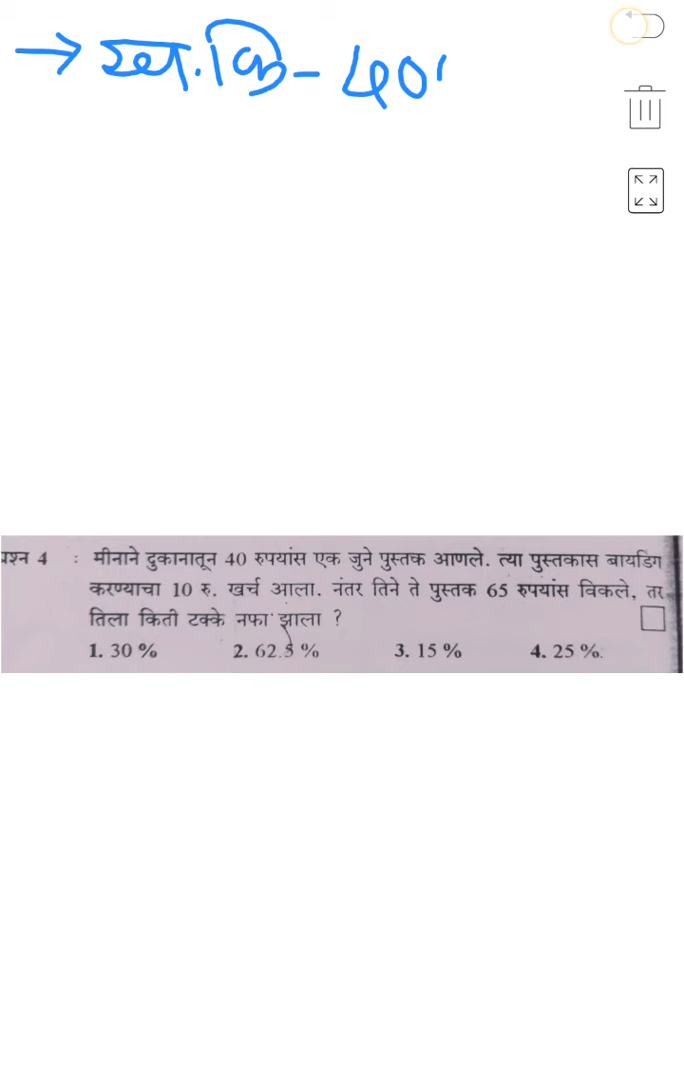 → ख.कि - ५०'
प्रश्न 4 : मीनाने दुकानातून 40 रुपयांस एक जुने पुस्तक आणले. त्या पुस्तकास बायडिंग
करण्याचा 10 रु. खर्च आला. नंतर तिने ते पुस्तक 65 रुपयांस विकले, तर
तिला किती टक्के नफा झाला ?
1. 30 % 2. 62.5 % 3. 15 % 4. 25 %.